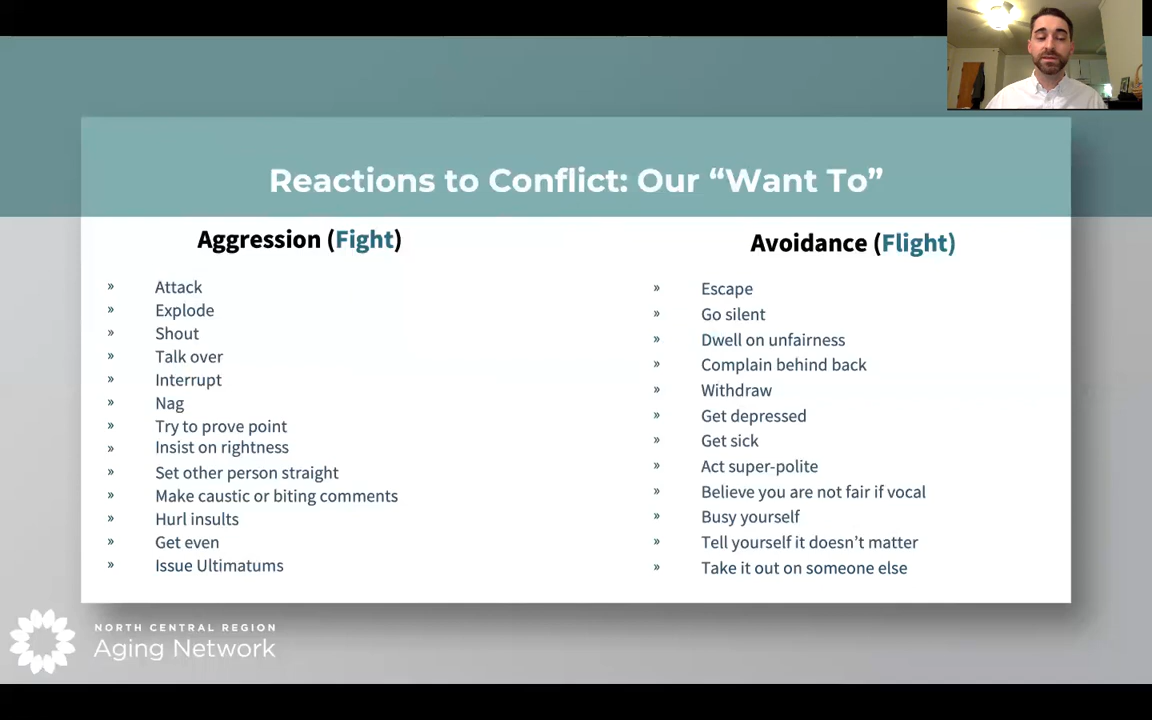 Reactions to Conflict: Our “Want To”
Aggression (Fight)
» Attack
» Explode
» Shout
» Talk over
» Interrupt
» Nag
» Try to prove point
» Insist on rightness
» Set other person straight
» Make caustic or biting comments
» Hurl insults
» Get even
» Issue Ultimatums
Avoidance (Flight)
» Escape
» Go silent
» Dwell on unfairness
» Complain behind back
» Withdraw
» Get depressed
» Get sick
» Act super-polite
» Believe you are not fair if vocal
» Busy yourself
» Tell yourself it doesn’t matter
» Take it out on someone else
NORTH CENTRAL REGION
Aging Network